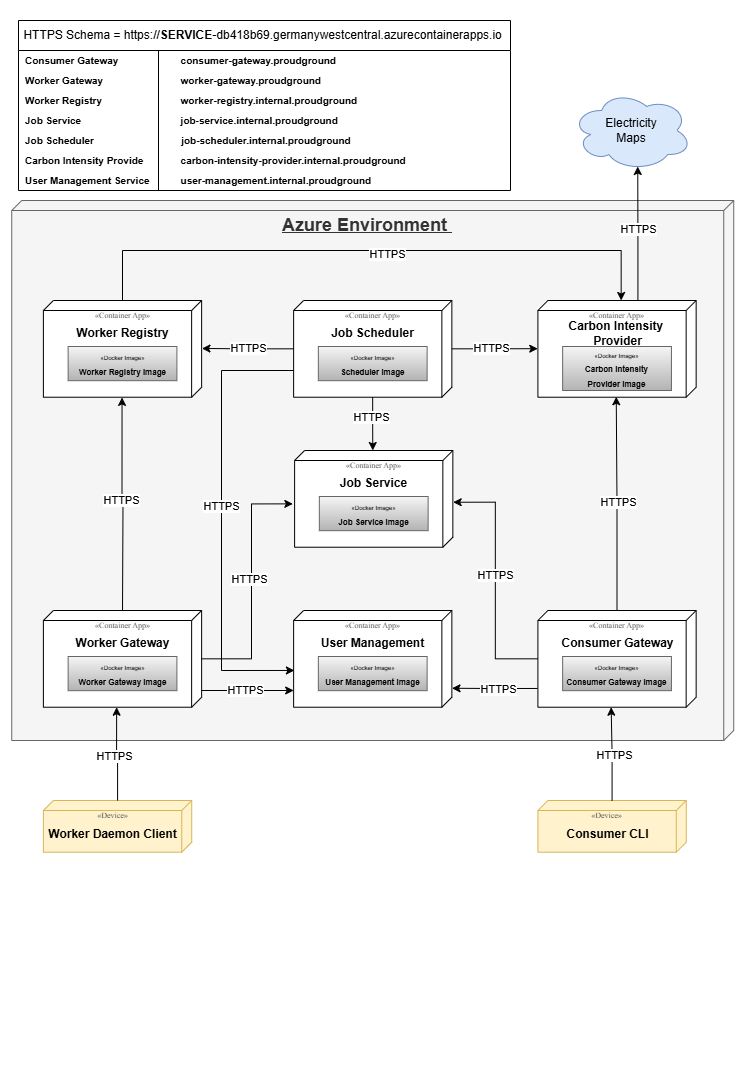 HTTPS Schema = https://SERVICE-db418b69.germanywestcentral.azurecontainerapps.io
Consumer Gateway consumer-gateway.proudground
Worker Gateway worker-gateway.proudground
Worker Registry worker-registry.internal.proudground
Job Service job-service.internal.proudground
Job Scheduler job-scheduler.internal.proudground
Carbon Intensity Provide carbon-intensity-provider.internal.proudground
User Management Service user-management.internal.proudground
Electricity
Maps
HTTPS
Azure Environment
HTTPS
«Container App»
Worker Registry
«Docker Image»
Worker Registry Image
«Container App»
Job Scheduler
«Docker Image»
Scheduler Image
«Container App»
Carbon Intensity
Provider
«Docker Image»
Carbon Intensity
Provider Image
HTTPS
HTTPS
HTTPS
«Container App»
Job Service
«Docker Image»
Job Service Image
HTTPS
HTTPS
HTTPS
HTTPS
HTTPS
«Container App»
Worker Gateway
«Docker Image»
Worker Gateway Image
«Container App»
User Management
«Docker Image»
User Management Image
«Container App»
Consumer Gateway
«Docker Image»
Consumer Gateway Image
HTTPS
HTTPS
HTTPS
HTTPS
«Device»
Worker Daemon Client
«Device»
Consumer CLI